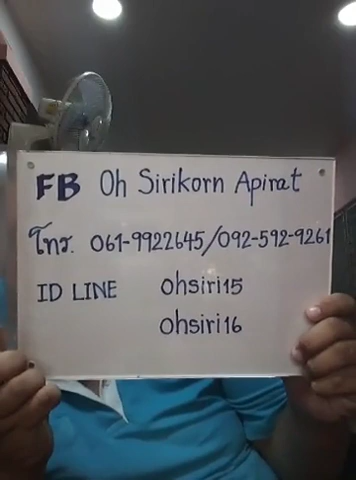 FB Oh Sirikorn Apirat
โทร. 061-9922645/092-592-9261
ID LINE ohsiri15
ohsiri16